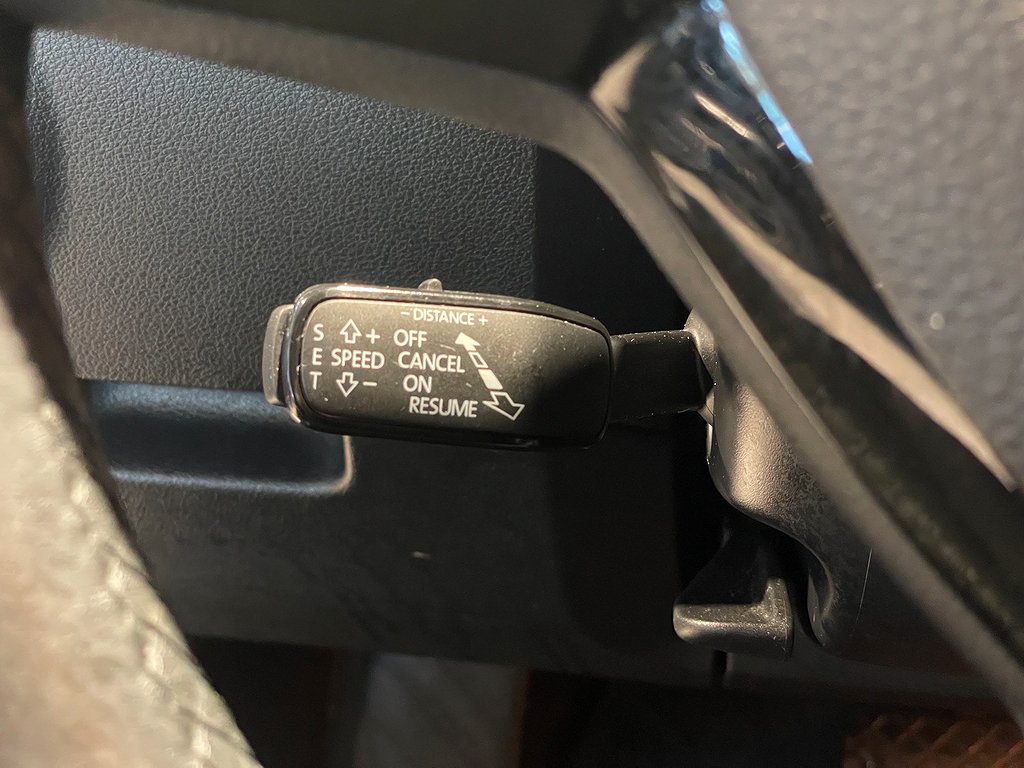 - DISTANCE +
S + OFF
E SPEED CANCEL
T - ON
RESUME